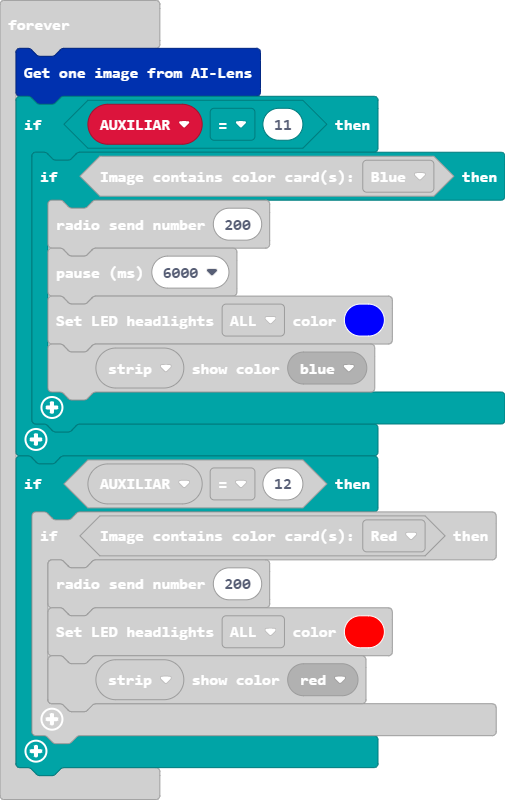 forever
Get one image from AI-Lens
if AUXILIAR = 11 then
if Image contains color card(s): Blue then
radio send number 200
pause (ms) 6000
Set LED headlights ALL color
strip show color blue
if AUXILIAR = 12 then
if Image contains color card(s): Red then
radio send number 200
Set LED headlights ALL color
strip show color red